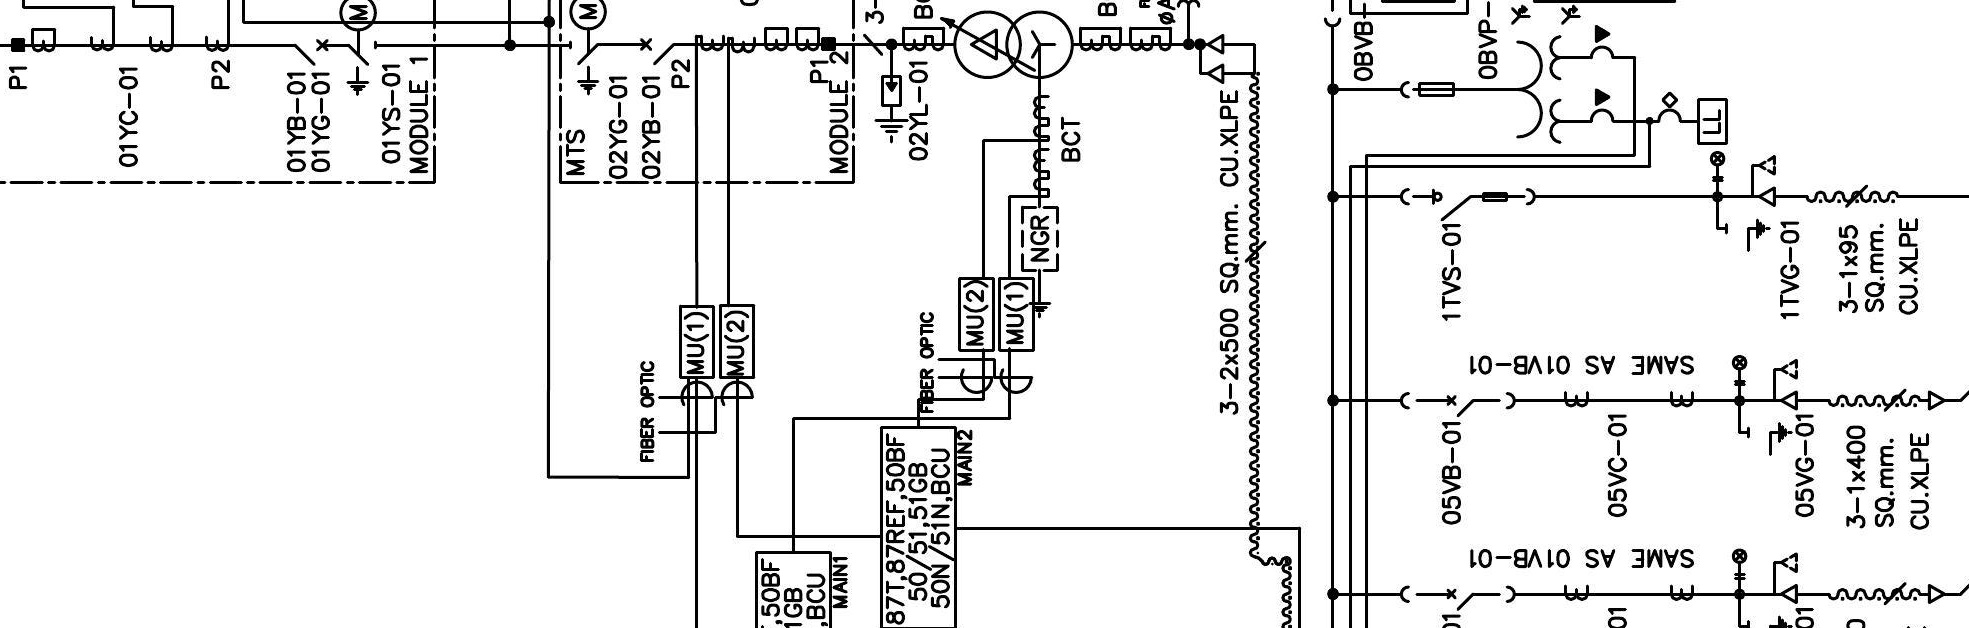 P1
01YC-01
P2
01YB-01
01YG-01
M
01YS-01
MODULE 1
M
MTS
02YG-01
02YB-01
P2
P1
MODULE 2
3-
02YL-01
BCT
NGR
MU(2)
MU(1)
MU(1)
MU(2)
FIBER OPTIC
FIBER OPTIC
87T,87REF,50BF
50/51,51GB
50N/51N,BCU
MAIN2
,50BF
1GB
,BCU
MAIN1
B
3-2x500 SQ.mm. CU.XLPE
0BVB-
0BVP-
LL
1TVS-01
1TVG-01
3-1x95
SQ.mm.
CU.XLPE
SAME AS 01VB-01
05VB-01
05VC-01
05VG-01
3-1x400
SQ.mm.
CU.XLPE
SAME AS 01VB-01
01
01
01